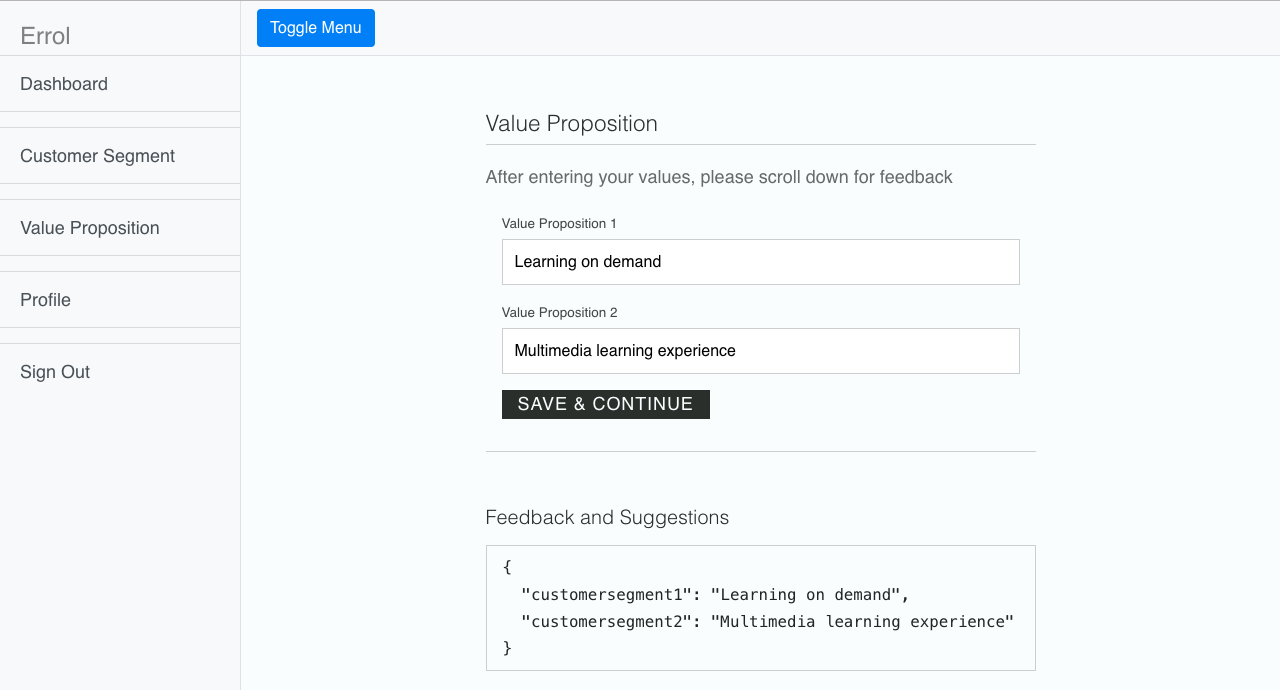 Errol
Dashboard
Customer Segment
Value Proposition
Profile
Sign Out
Toggle Menu
Value Proposition
After entering your values, please scroll down for feedback
Value Proposition 1
Learning on demand
Value Proposition 2
Multimedia learning experience
SAVE & CONTINUE
Feedback and Suggestions
{
"customersegment1": "Learning on demand",
"customersegment2": "Multimedia learning experience"
}